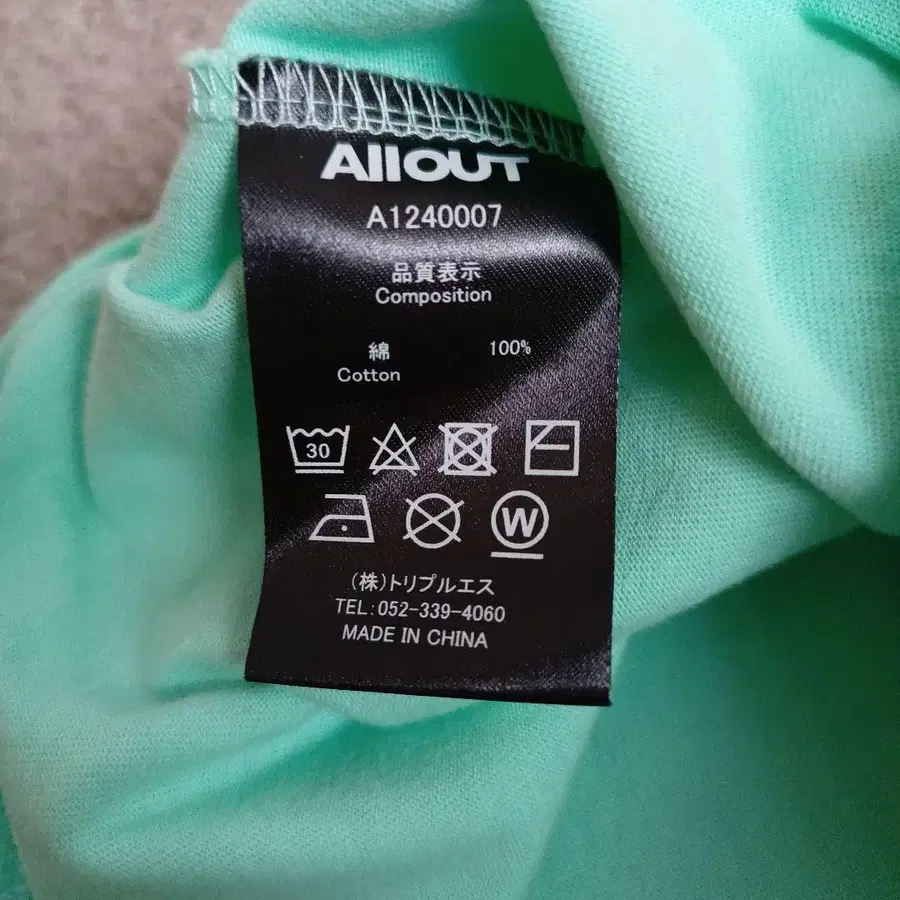 AllOUT
A1240007
品質表示
Composition
綿 100%
Cotton
30
W
(株)トリプルエス
TEL:052-339-4060
MADE IN CHINA